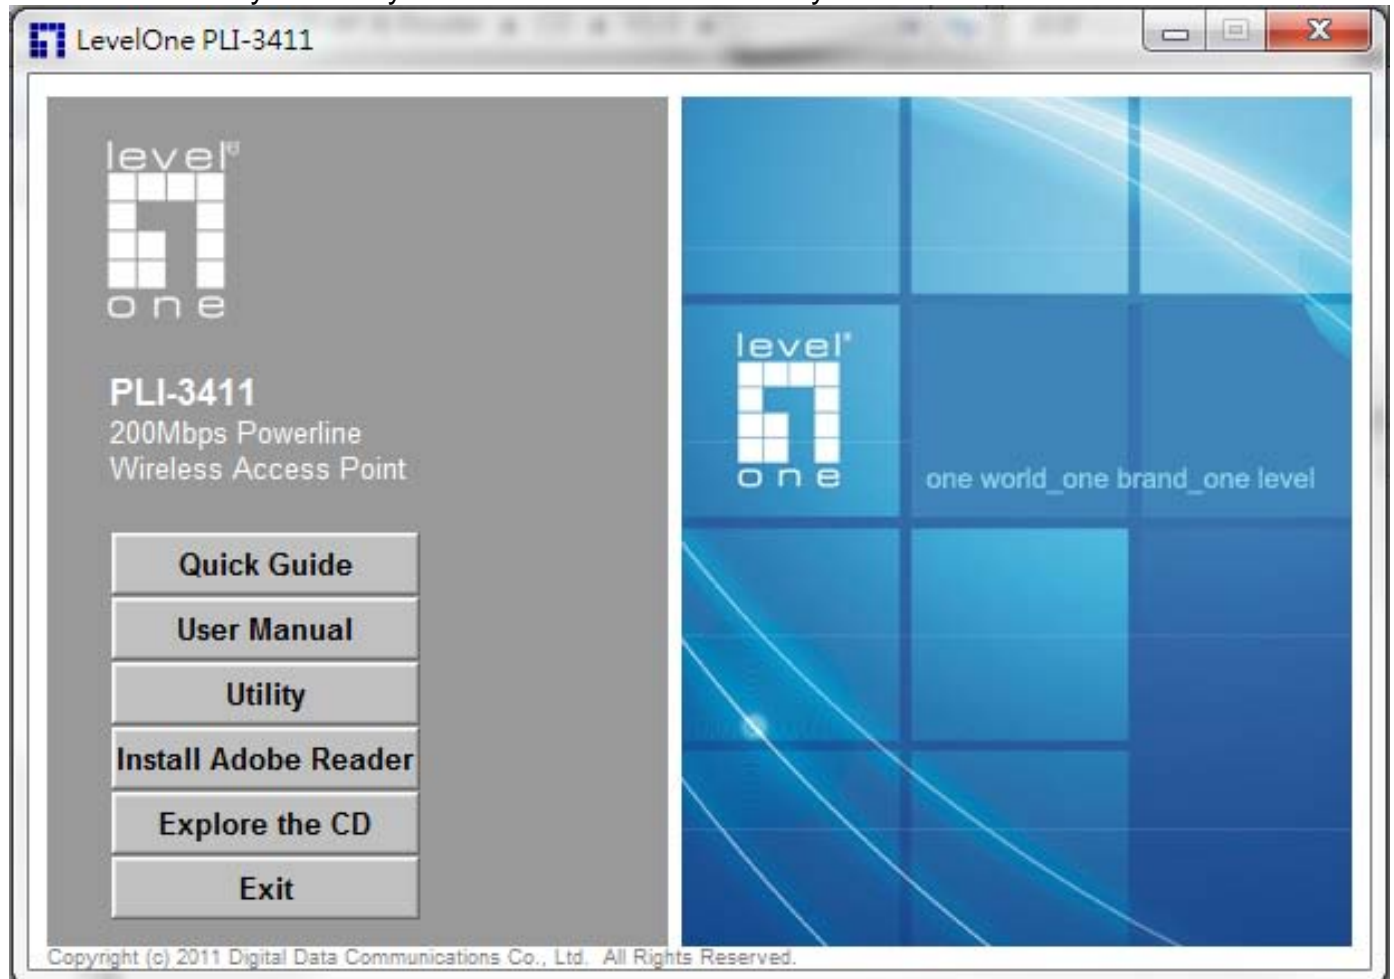 LevelOne PLI-3411
level®
one
PLI-3411
200Mbps Powerline
Wireless Access Point
Quick Guide
User Manual
Utility
Install Adobe Reader
Explore the CD
Exit
level®
one
one world_one brand_one level
Copyright (c) 2011 Digital Data Communications Co., Ltd. All Rights Reserved.